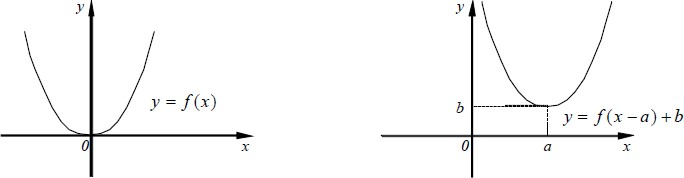 y
y = f(x)
0
x
y
b
y = f(x−a)+b
0
a
x